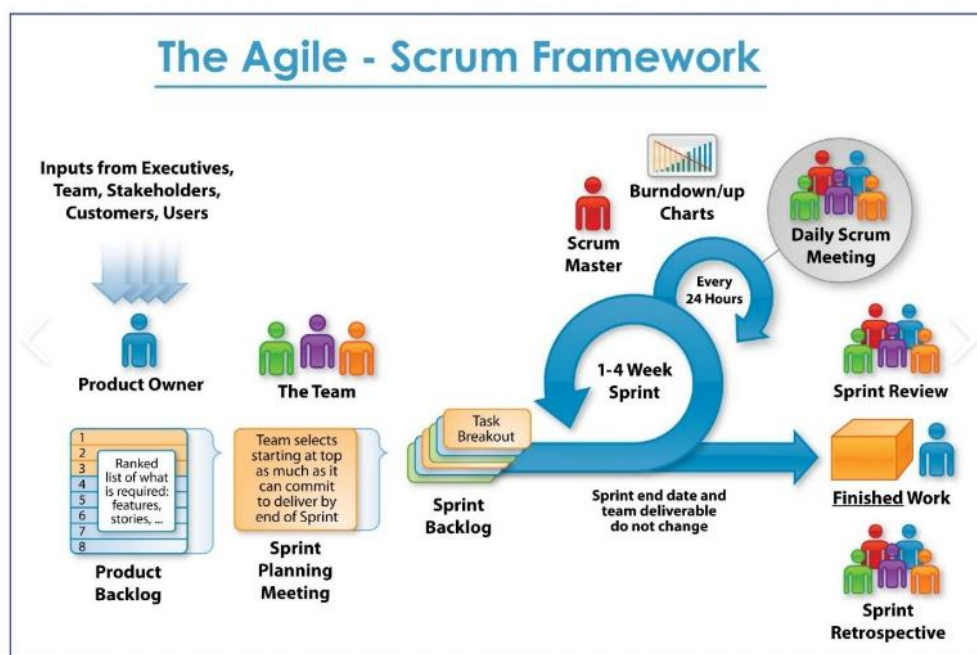 The Agile - Scrum Framework
Inputs from Executives,
Team, Stakeholders,
Customers, Users
Product Owner
The Team
1
2
3
4
5
6
7
8
Ranked
list of what
is required:
features,
stories, ...
Product
Backlog
Team selects
starting at top
as much as it
can commit
to deliver by
end of Sprint
Sprint
Planning
Meeting
Task
Breakout
Sprint
Backlog
Scrum
Master
Burndown/up
Charts
Every
24 Hours
Daily Scrum
Meeting
1-4 Week
Sprint
Sprint end date and
team deliverable
do not change
Sprint Review
Finished Work
Sprint
Retrospective